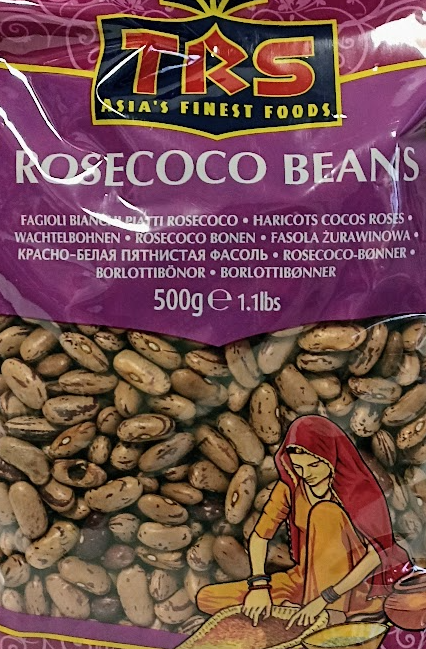 TRS
ASIA'S FINEST FOODS
ROSECOCO BEANS
FAGIOLI BIANCHI PIATTI ROSECOCO • HARICOTS COCOS ROSES •
WACHTELBOHNEN • ROSECOCO BONEN • FASOLA ŻURAWINOWA •
КРАСНО-БЕЛАЯ ПЯТНИСТАЯ ФАСОЛЬ • ROSECOCO-BØNNER •
BORLOTTIBÖNOR • BORLOTTIBØNNER
500g ℮ 1.1lbs